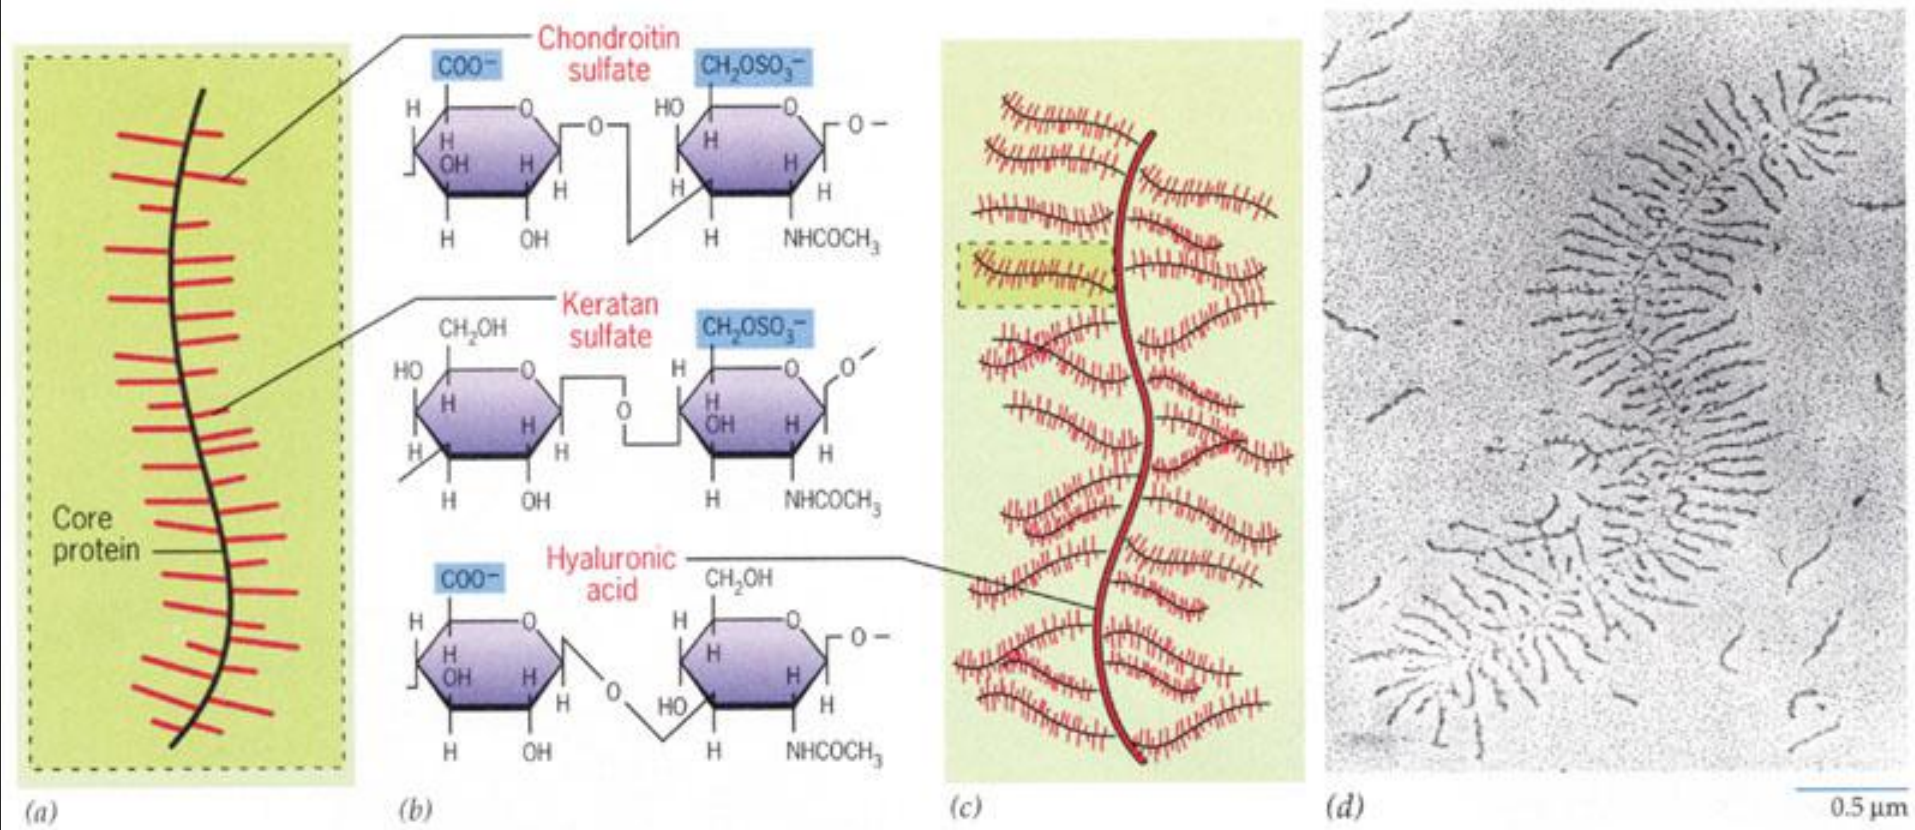 Chondroitin
sulfate
COO⁻
CH₂OSO₃⁻
H
O
O
HO
O
O
H
OH
H
H
H
H
H
H
H
OH
H
NHCOCH₃
Keratan
sulfate
CH₂OH
CH₂OSO₃⁻
HO
O
H
O
O
H
H
O
H
OH
H
H
H
H
H
OH
H
NHCOCH₃
Core
protein
Hyaluronic
acid
COO⁻
CH₂OH
H
O
H
O
O
H
OH
H
H
H
H
O
HO
H
H
OH
H
NHCOCH₃
(a)
(b)
(c)
(d)
0.5 µm